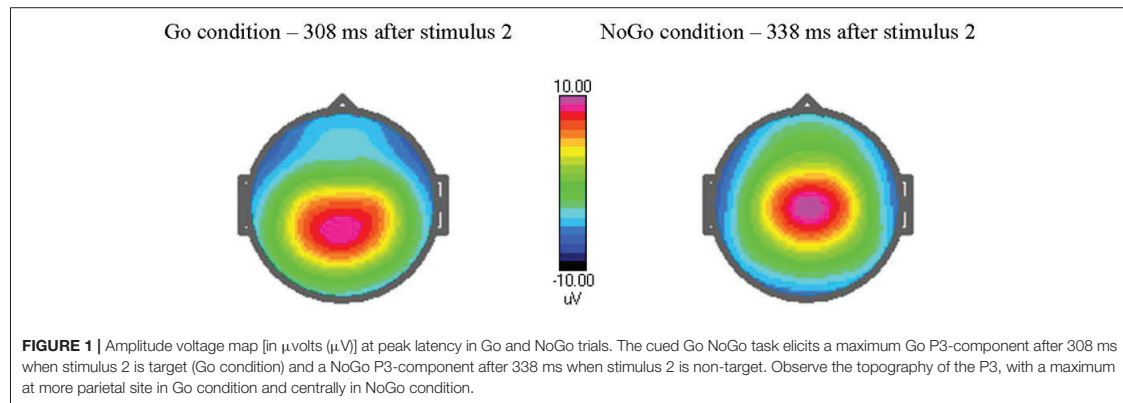 Go condition – 308 ms after stimulus 2
NoGo condition – 338 ms after stimulus 2
10.00
-10.00
uV
FIGURE 1 | Amplitude voltage map [in μvolts (μV)] at peak latency in Go and NoGo trials. The cued Go NoGo task elicits a maximum Go P3-component after 308 ms
when stimulus 2 is target (Go condition) and a NoGo P3-component after 338 ms when stimulus 2 is non-target. Observe the topography of the P3, with a maximum
at more parietal site in Go condition and centrally in NoGo condition.